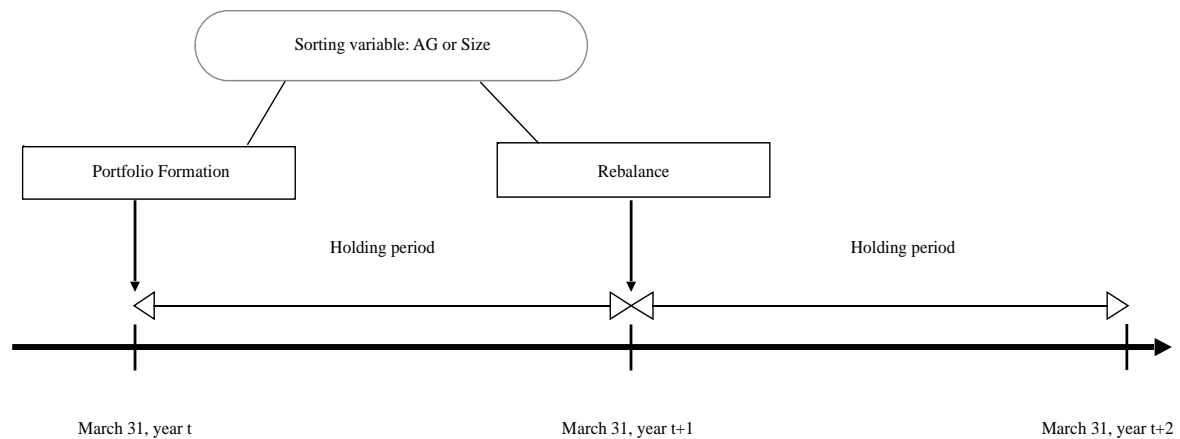 Sorting variable: AG or Size
Portfolio Formation
Rebalance
Holding period
Holding period
March 31, year t
March 31, year t+1
March 31, year t+2